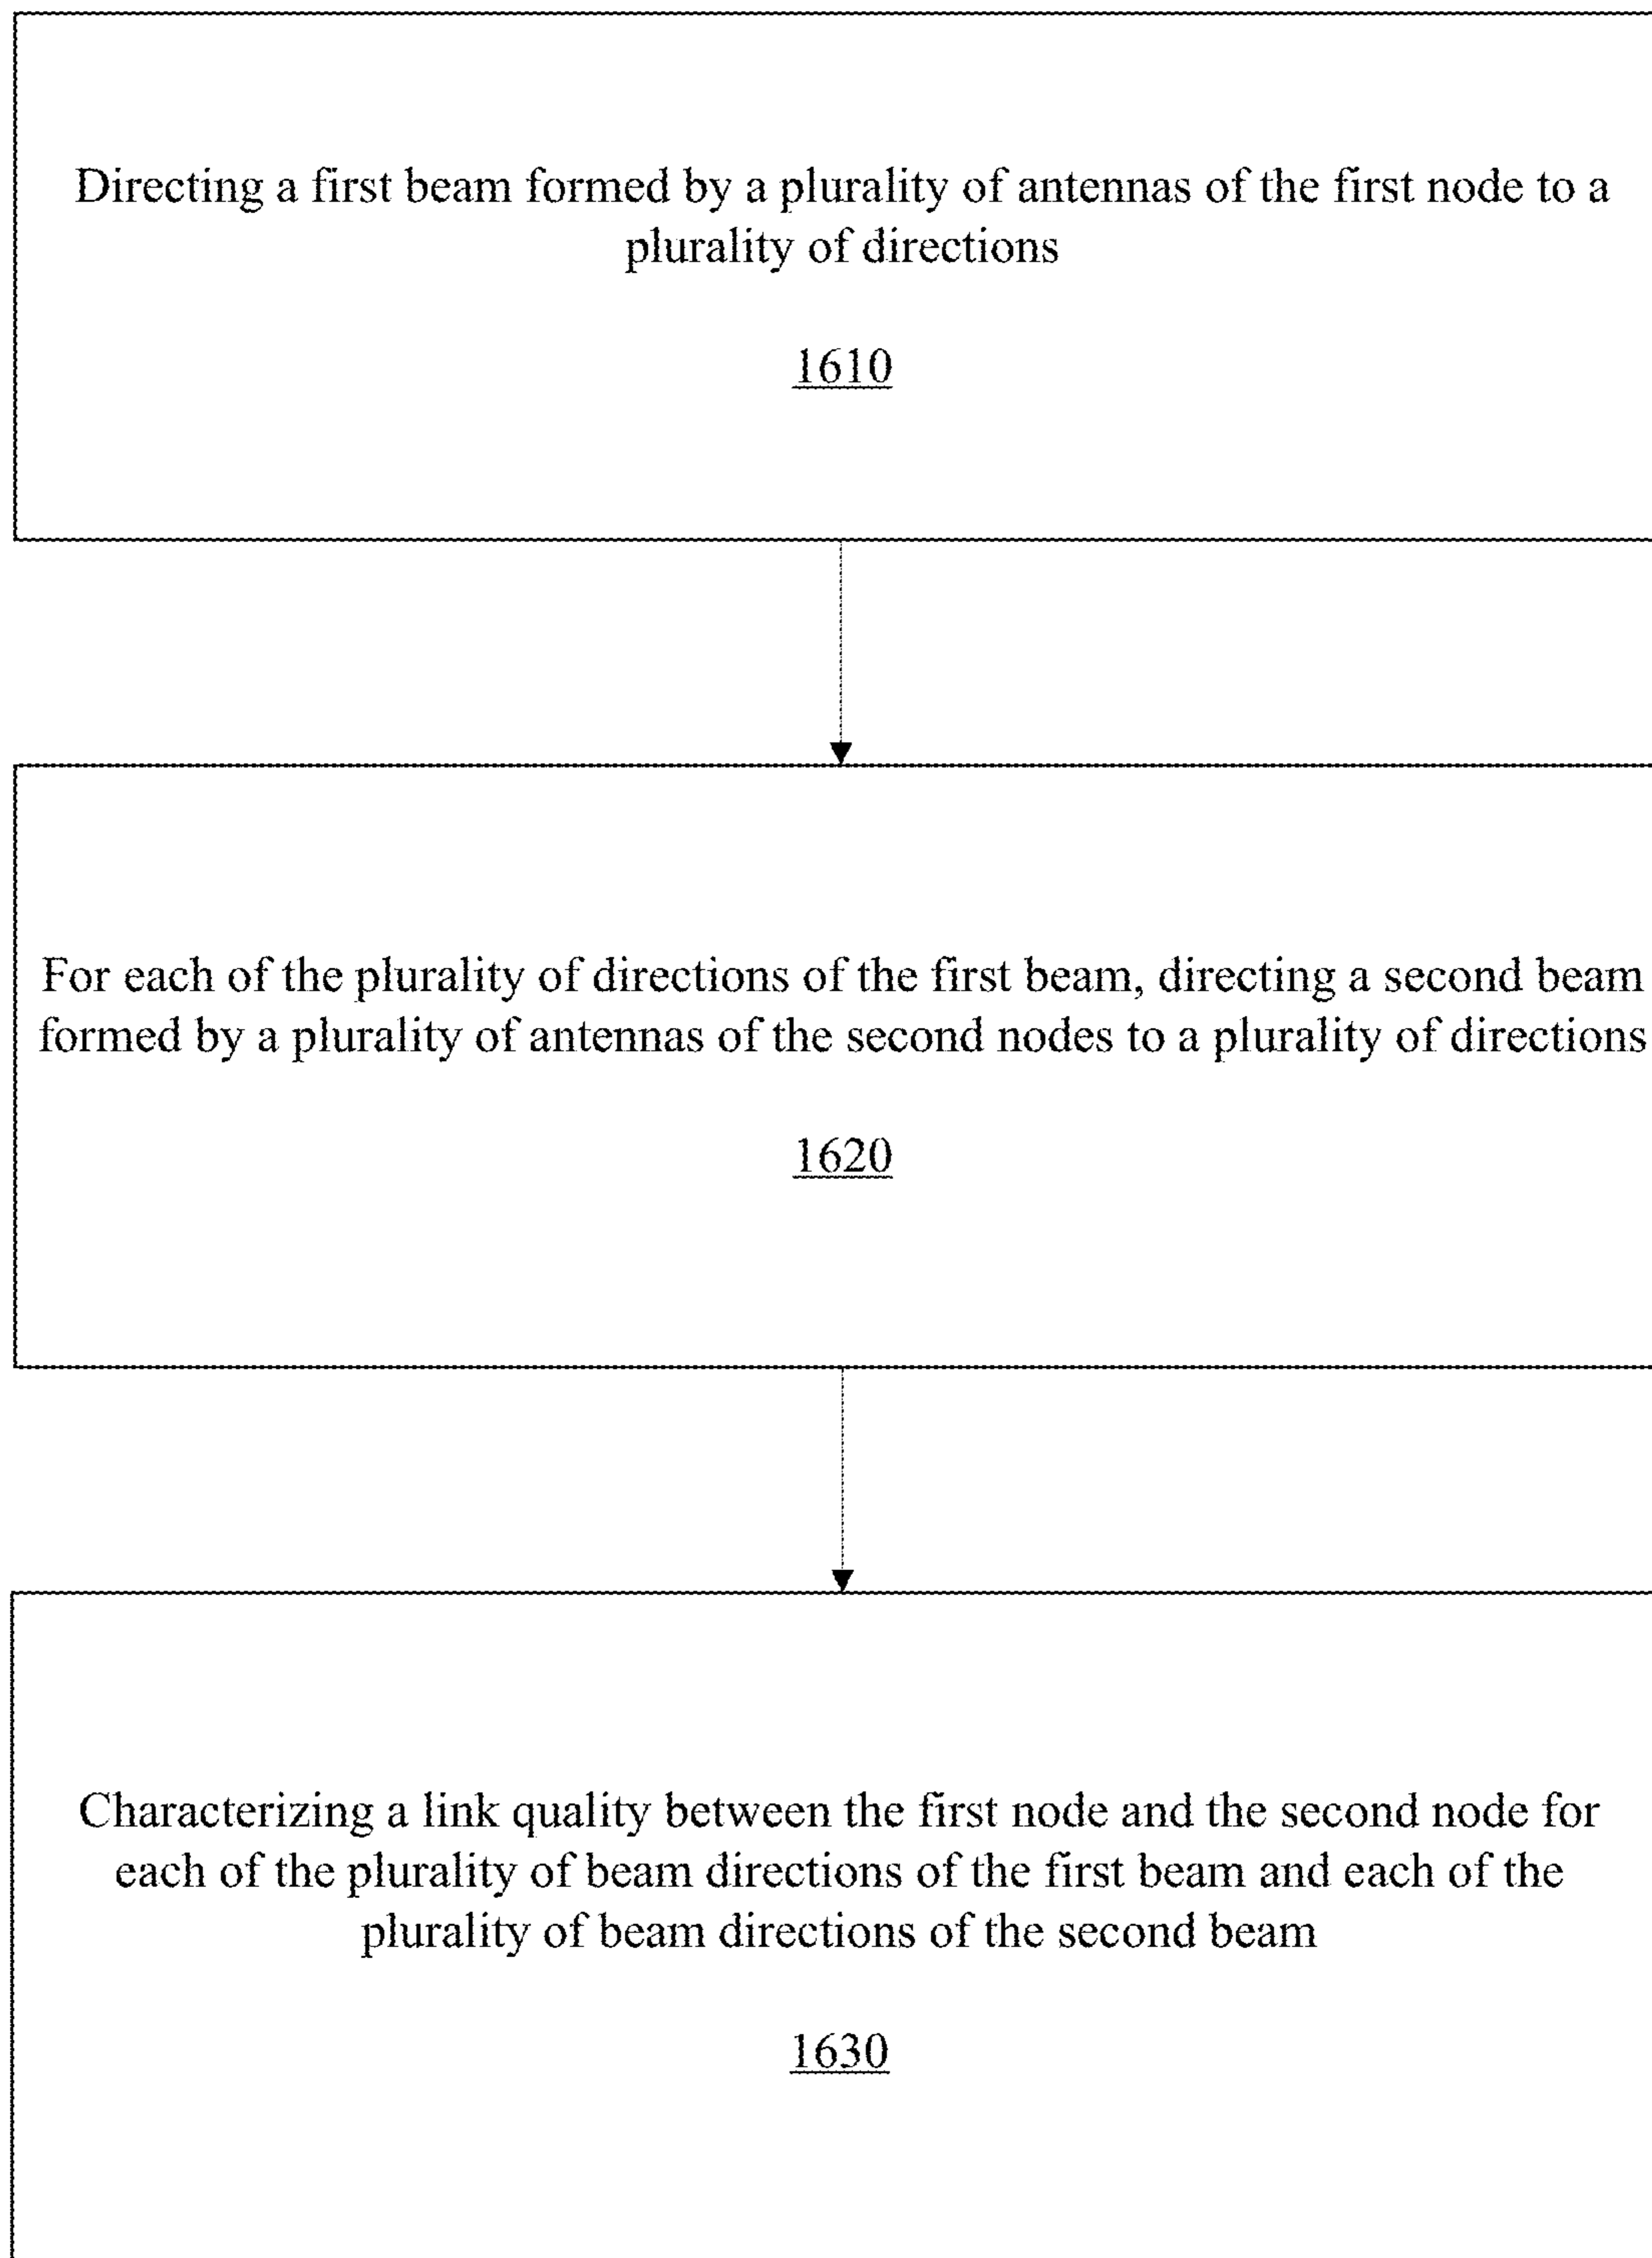 Directing a first beam formed by a plurality of antennas of the first node to a
plurality of directions
1610
For each of the plurality of directions of the first beam, directing a second beam
formed by a plurality of antennas of the second nodes to a plurality of directions
1620
Characterizing a link quality between the first node and the second node for
each of the plurality of beam directions of the first beam and each of the
plurality of beam directions of the second beam
1630